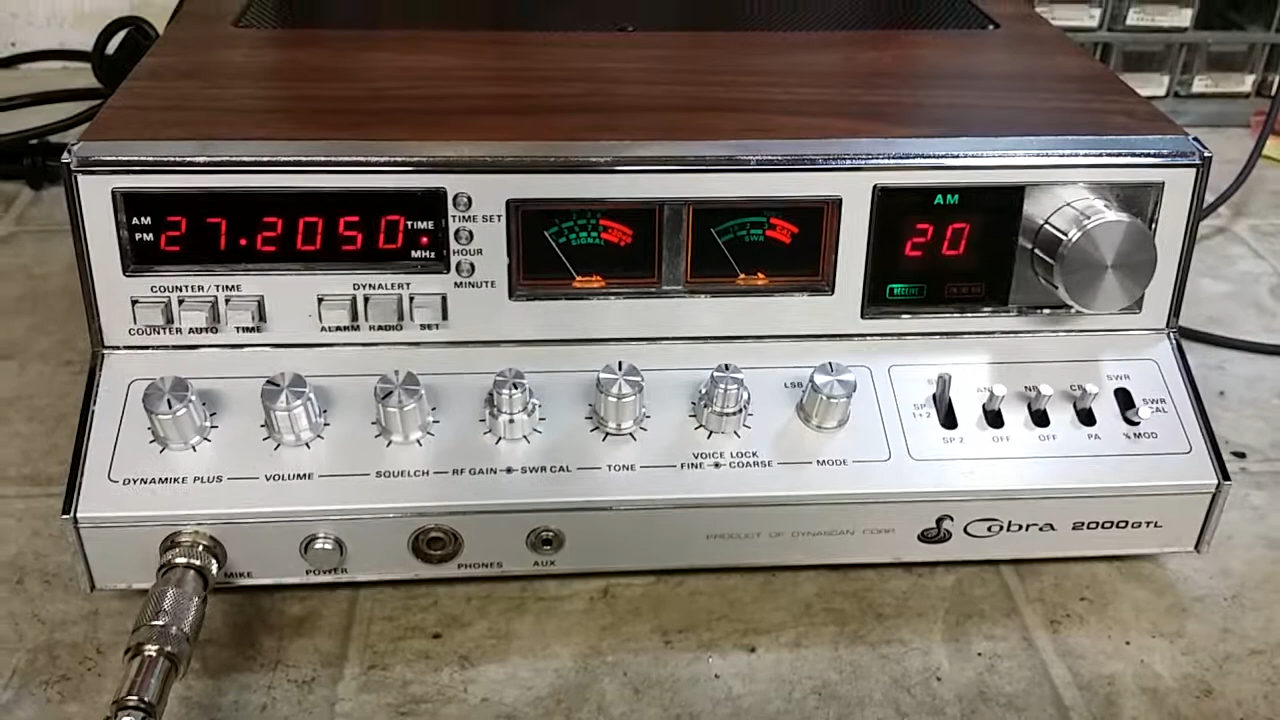 AM
PM
27.2050
TIME
MHz
TIME SET
HOUR
MINUTE
COUNTER/TIME
COUNTER AUTO TIME
DYNALERT
ALARM RADIO SET
SIGNAL
SWR
CAL
AM
20
RECEIVE
DYNAMIKE PLUS
VOLUME
SQUELCH
RF GAIN SWR CAL
TONE
VOICE LOCK
FINE COARSE
LSB
MODE
SP
1+2
SP 2
OFF
NB
OFF
CB
PA
SWR
SWR
CAL
% MOD
MIKE
POWER
PHONES
AUX
PRODUCT OF DYNASCAN CORP
Cobra 2000GTL